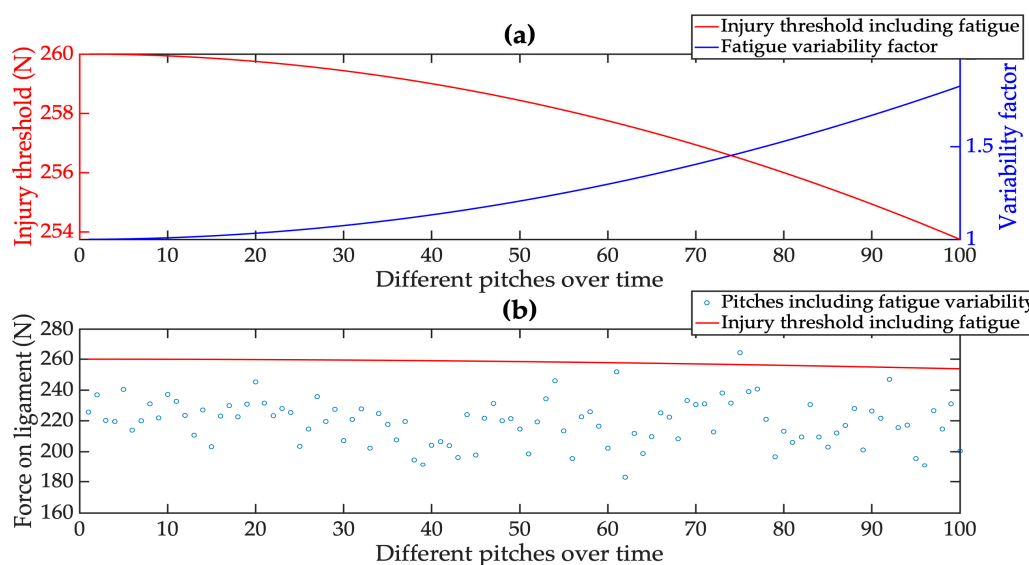 (a)
Injury threshold including fatigue
Fatigue variability factor
Injury threshold (N)
260
258
256
254
Variability factor
1.5
1
0 10 20 30 40 50 60 70 80 90 100
Different pitches over time
(b)
Pitches including fatigue variability
Injury threshold including fatigue
Force on ligament (N)
280
260
240
220
200
180
160
0 10 20 30 40 50 60 70 80 90 100
Different pitches over time